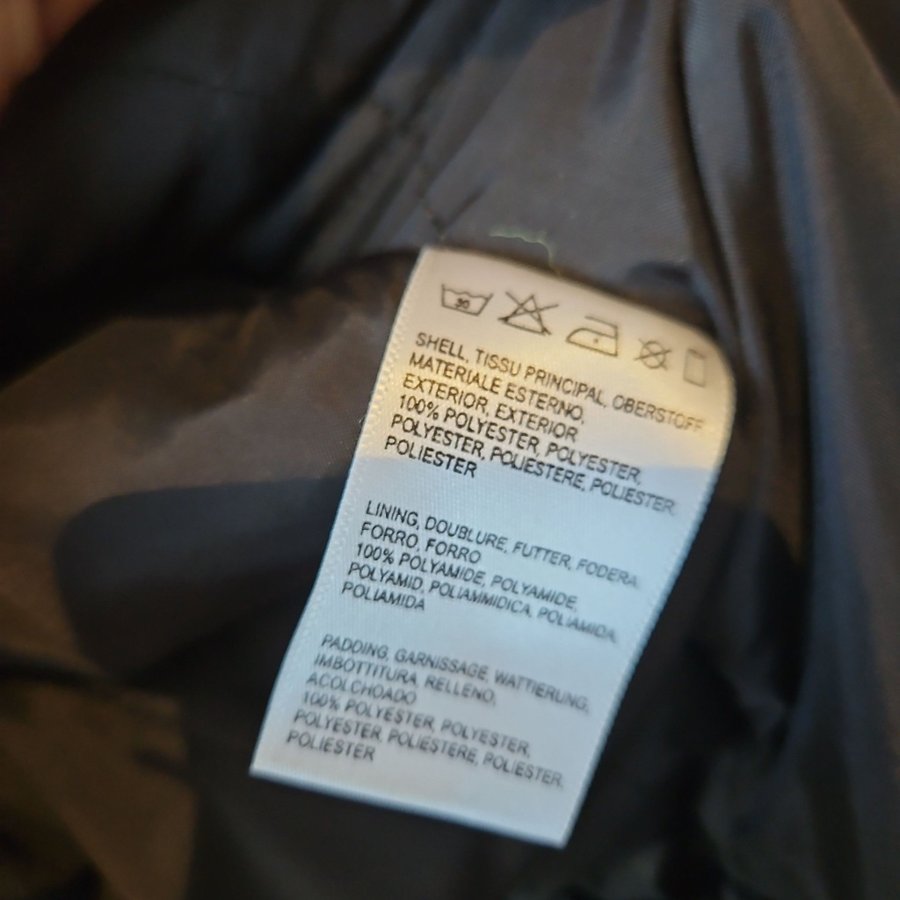 30
SHELL, TISSU PRINCIPAL, OBERSTOFF,
MATERIALE ESTERNO,
EXTERIOR, EXTERIOR
100% POLYESTER, POLYESTER,
POLYESTER, POLIESTERE, POLIESTER,
POLIESTER
LINING, DOUBLURE, FUTTER, FODERA,
FORRO, FORRO
100% POLYAMIDE, POLYAMIDE,
POLYAMID, POLIAMMIDICA, POLIAMIDA,
POLIAMIDA
PADDING, GARNISSAGE, WATTIERUNG,
IMBOTTITURA, RELLENO,
ACOLCHOADO
100% POLYESTER, POLYESTER,
POLYESTER, POLIESTERE, POLIESTER,
POLIESTER